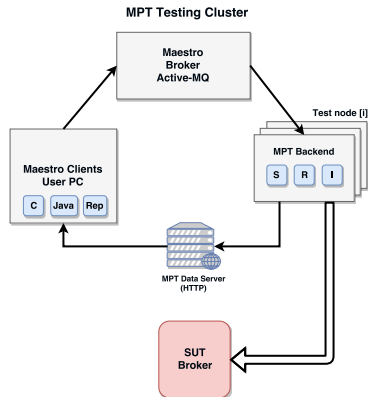 MPT Testing Cluster
Maestro
Broker
Active-MQ
Test node [i]
MPT Backend
S R I
Maestro Clients
User PC
C Java Rep
MPT Data Server
(HTTP)
SUT
Broker